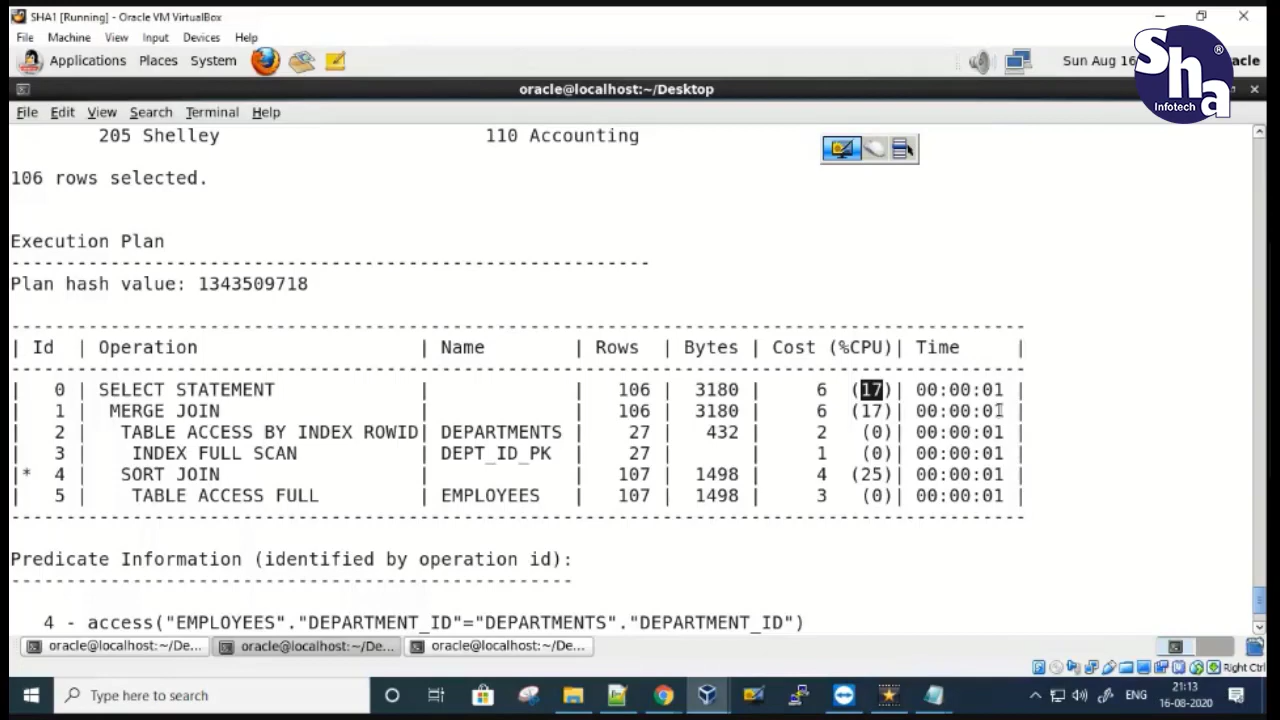 SHA1 [Running] - Oracle VM VirtualBox
File Machine View Input Devices Help
Applications Places System Sun Aug 16 acle
Sha ®
Infotech
oracle@localhost:~/Desktop
File Edit View Search Terminal Help
205 Shelley 110 Accounting
106 rows selected.
Execution Plan
----------------------------------------------------------
Plan hash value: 1343509718
--------------------------------------------------------------------------------------------
| Id | Operation | Name | Rows | Bytes | Cost (%CPU)| Time |
--------------------------------------------------------------------------------------------
| 0 | SELECT STATEMENT | | 106 | 3180 | 6 (17)| 00:00:01 |
| 1 | MERGE JOIN | | 106 | 3180 | 6 (17)| 00:00:01 |
| 2 | TABLE ACCESS BY INDEX ROWID| DEPARTMENTS | 27 | 432 | 2 (0)| 00:00:01 |
| 3 | INDEX FULL SCAN | DEPT_ID_PK | 27 | | 1 (0)| 00:00:01 |
|* 4 | SORT JOIN | | 107 | 1498 | 4 (25)| 00:00:01 |
| 5 | TABLE ACCESS FULL | EMPLOYEES | 107 | 1498 | 3 (0)| 00:00:01 |
--------------------------------------------------------------------------------------------
Predicate Information (identified by operation id):
---------------------------------------------------
4 - access("EMPLOYEES"."DEPARTMENT_ID"="DEPARTMENTS"."DEPARTMENT_ID")
oracle@localhost:~/De... oracle@localhost:~/De... oracle@localhost:~/De...
Right Ctrl
Type here to search
ENG
21:13
16-08-2020